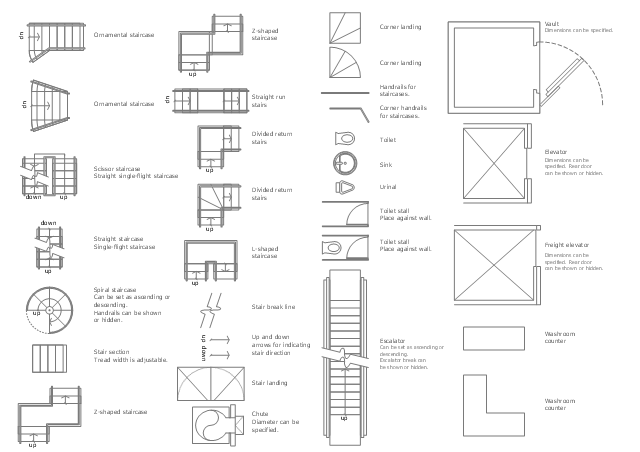 up
Ornamental staircase
up
Ornamental staircase
down
up
Scissor staircase
Straight single-flight staircase
down
up
Straight staircase
Single-flight staircase
up
Spiral staircase
Can be set as ascending or
descending.
Handrails can be shown
or hidden.
Stair section
Tread width is adjustable.
up
Z-shaped staircase
up
Z-shaped
staircase
up
Straight run
stairs
up
Divided return
stairs
up
Divided return
stairs
up
L-shaped
staircase
Stair break line
up
down
Up and down
arrows for indicating
stair direction
Stair landing
Chute
Diameter can be
specified.
Corner landing
Corner landing
Handrails for
staircases.
Corner handrails
for staircases.
Toilet
Sink
Urinal
Toilet stall
Place against wall.
Toilet stall
Place against wall.
up
Escalator
Can be set as ascending or
descending.
Escalator break can
be shown or hidden.
Vault
Dimensions can be specified.
Elevator
Dimensions can be
specified. Rear door
can be shown or hidden.
Freight elevator
Dimensions can be
specified. Rear door
can be shown or hidden.
Washroom
counter
Washroom
counter